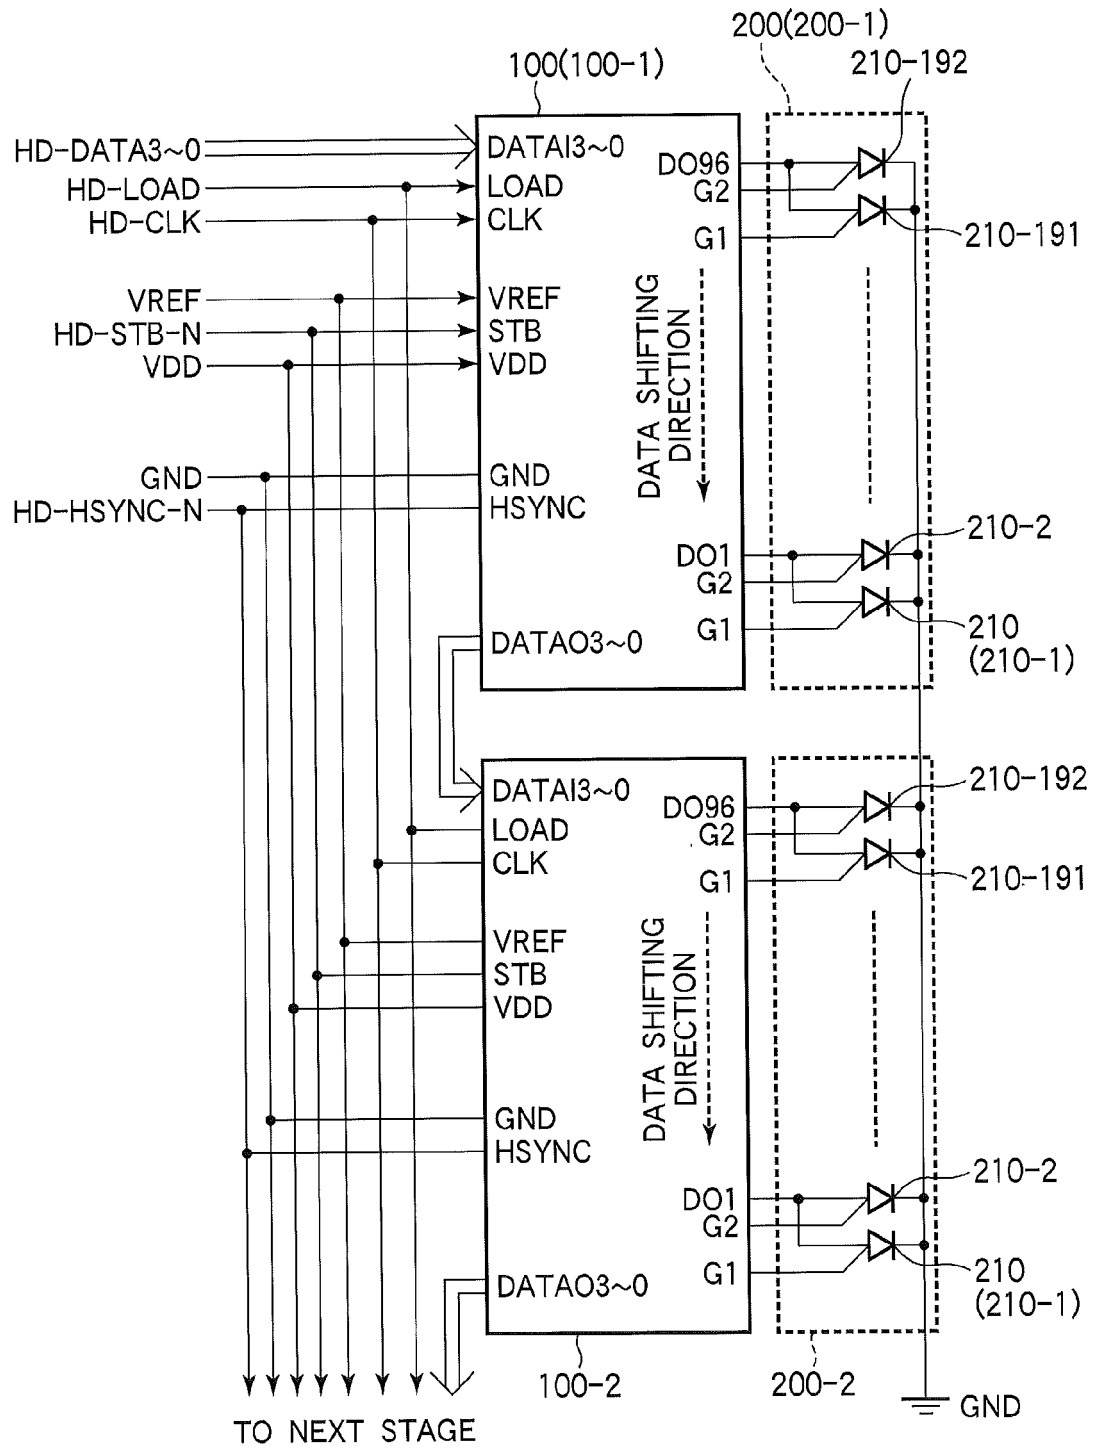 200(200-1)
100(100-1)
210-192
HD-DATA3~0
DATAI3~0
DO96
HD-LOAD
LOAD
G2
HD-CLK
CLK
G1
210-191
VREF
VREF
HD-STB-N
STB
VDD
VDD
DATA SHIFTING
DIRECTION
GND
GND
HD-HSYNC-N
HSYNC
DO1
210-2
G2
G1
210
(210-1)
DATAO3~0
DATAI3~0
DO96
210-192
LOAD
G2
CLK
G1
210-191
VREF
STB
VDD
DATA SHIFTING
DIRECTION
GND
HSYNC
DO1
210-2
G2
G1
210
(210-1)
DATAO3~0
100-2
200-2
GND
TO NEXT STAGE